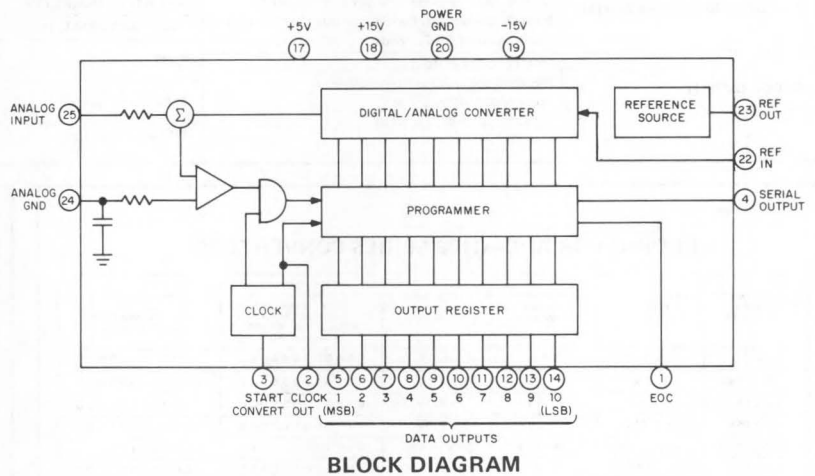 +5V
17
+15V
18
POWER
GND
20
-15V
19
ANALOG
INPUT
25
Σ
DIGITAL/ANALOG CONVERTER
REFERENCE
SOURCE
23
REF
OUT
22
REF
IN
ANALOG
GND
24
PROGRAMMER
4
SERIAL
OUTPUT
CLOCK
OUTPUT REGISTER
3
2
5
6
7
8
9
10
11
12
13
14
1
START
CONVERT
CLOCK
OUT
1
(MSB)
2
3
4
5
6
7
8
9
10
(LSB)
EOC
DATA OUTPUTS
BLOCK DIAGRAM